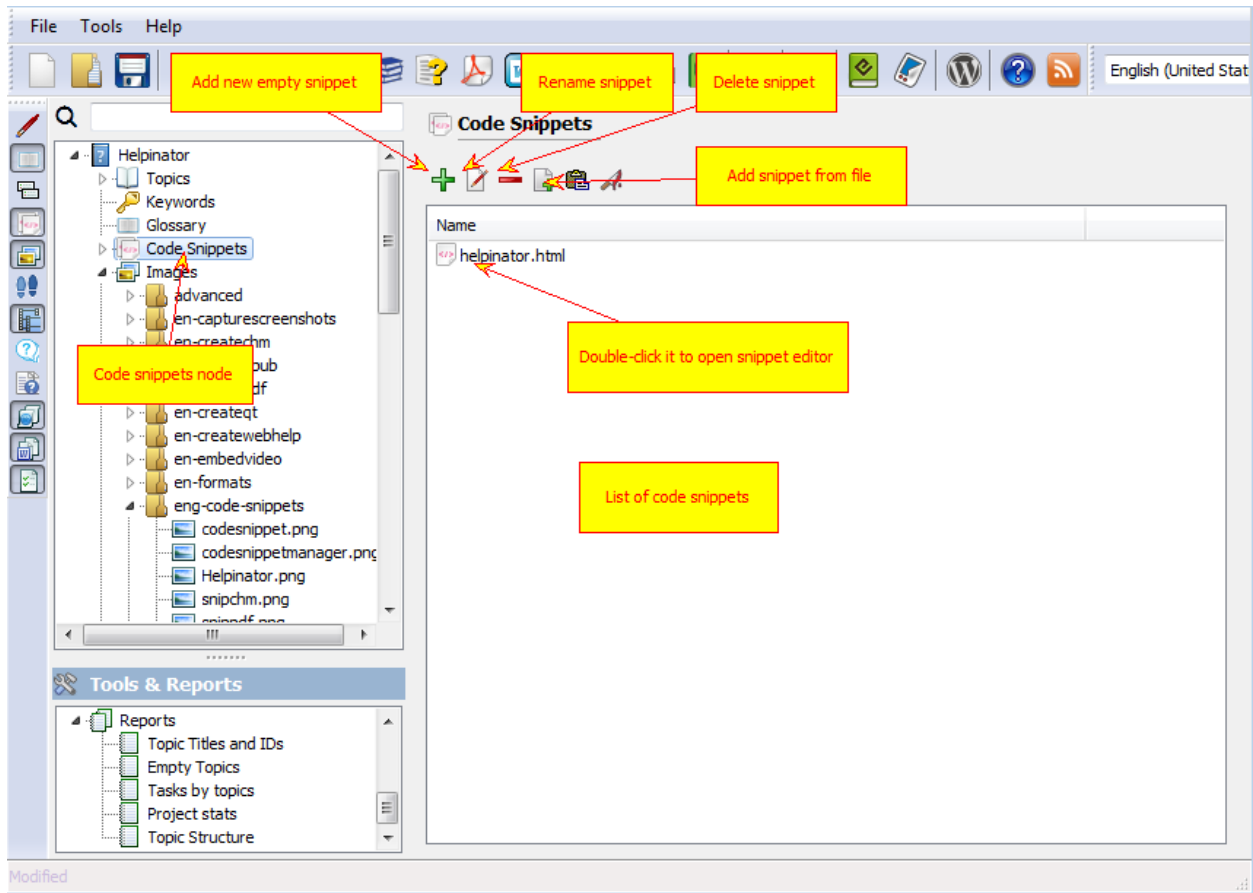 File Tools Help
English (United Stat
Add new empty snippet
Rename snippet
Delete snippet
Code Snippets
Add snippet from file
Helpinator
Topics
Keywords
Glossary
Code Snippets
Images
advanced
en-capturescreenshots
en-createchm
pub
df
en-createqt
en-createwebhelp
en-embedvideo
en-formats
eng-code-snippets
codesnippet.png
codesnippetmanager.png
Helpinator.png
snipchm.png
Code snippets node
Name
helpinator.html
Double-click it to open snippet editor
List of code snippets
Tools & Reports
Reports
Topic Titles and IDs
Empty Topics
Tasks by topics
Project stats
Topic Structure
Modified